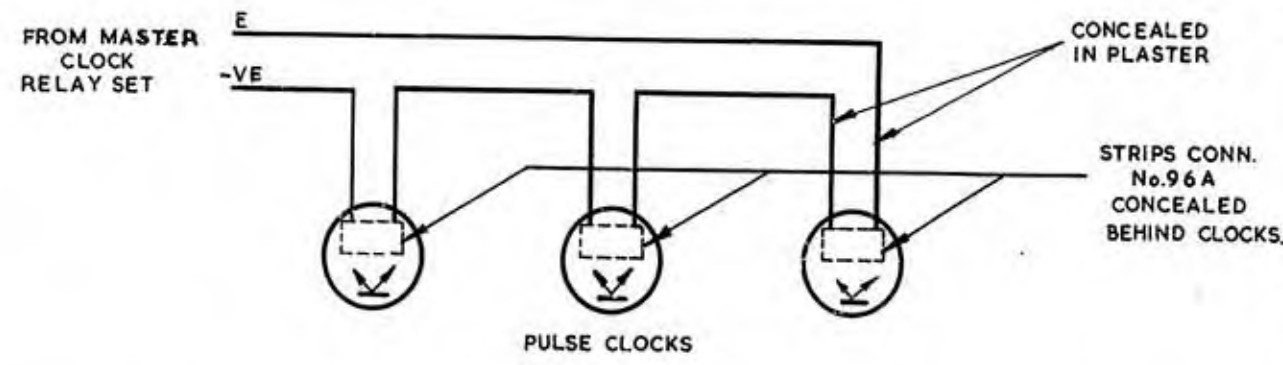 E
FROM MASTER
CLOCK
RELAY SET
-VE
CONCEALED
IN PLASTER
STRIPS CONN.
No.96A
CONCEALED
BEHIND CLOCKS.
PULSE CLOCKS